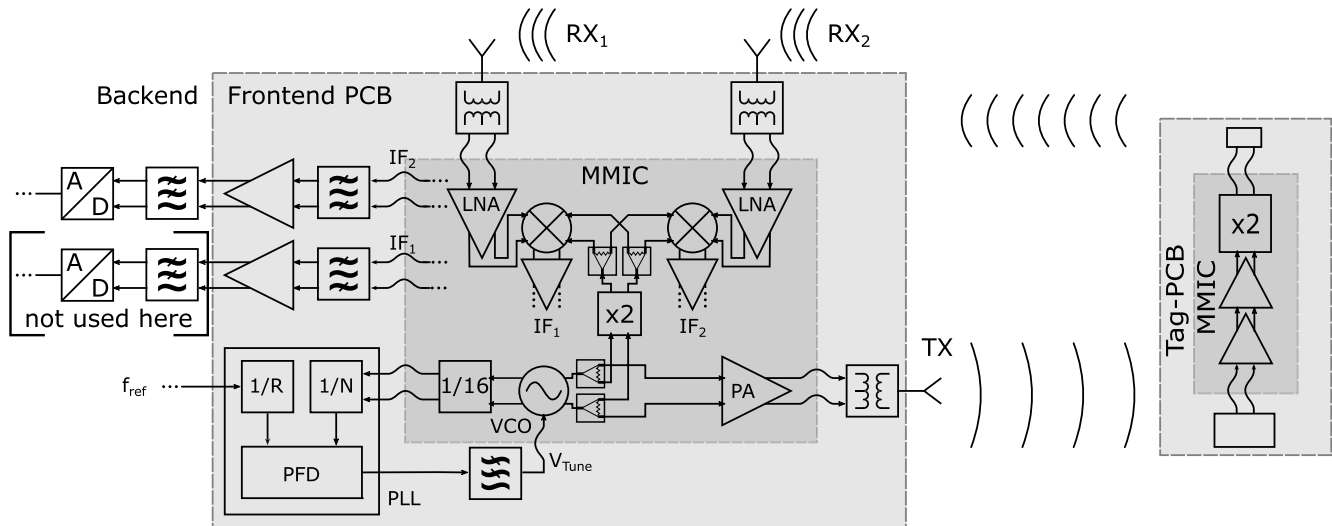 RX1
RX2
Backend
Frontend PCB
IF2
MMIC
A
D
LNA
LNA
x2
IF1
A
D
not used here
IF1
x2
IF2
Tag-PCB
MMIC
TX
fref
1/R
1/N
1/16
VCO
PA
PFD
VTune
PLL